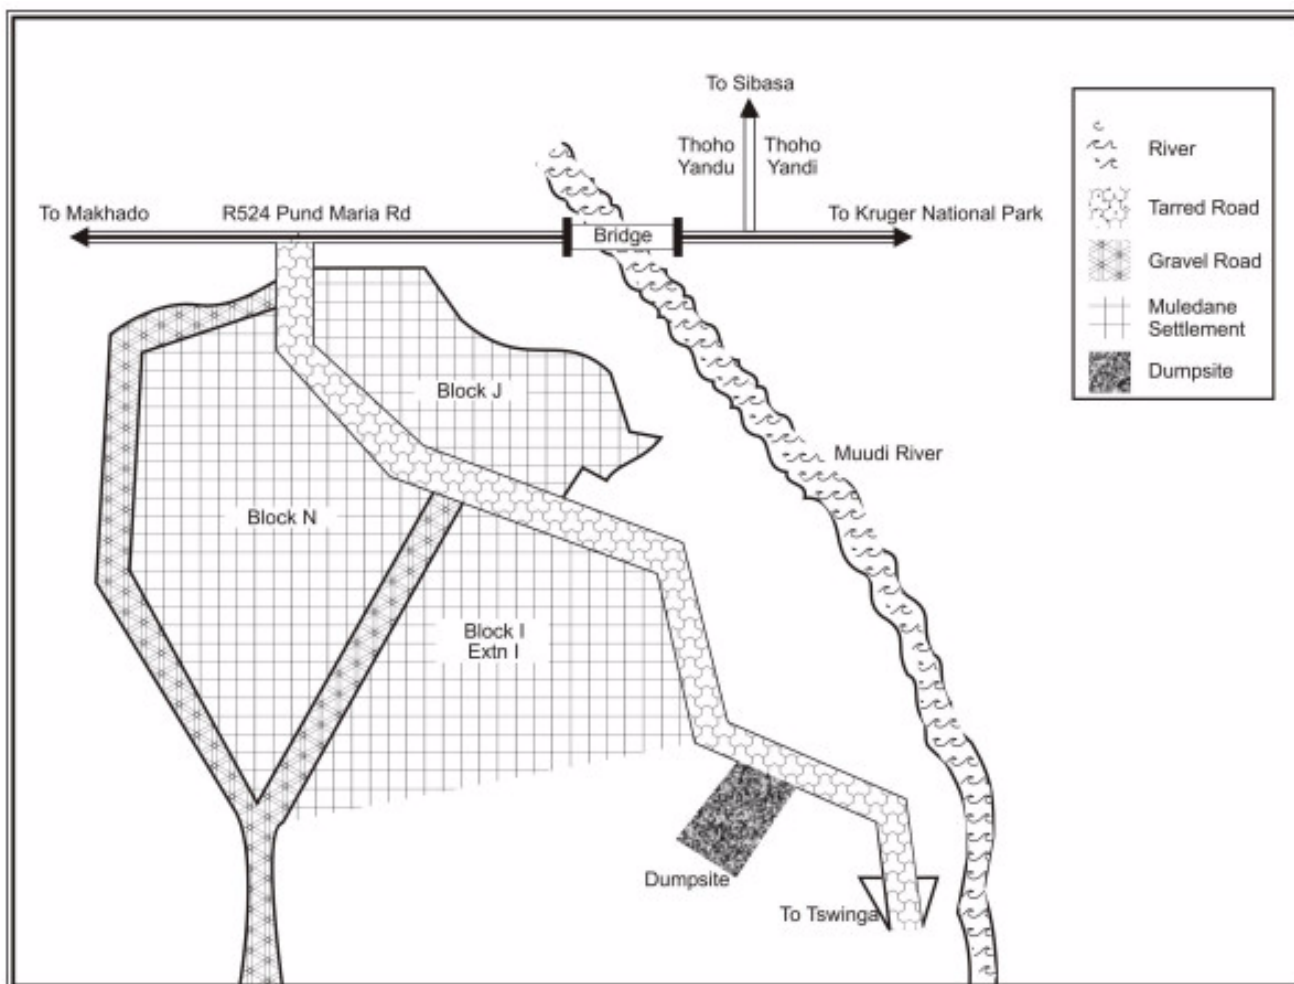 To Sibasa
Thoho
Yandu
Thoho
Yandi
To Makhado
R524 Pund Maria Rd
Bridge
To Kruger National Park
River
Tarred Road
Gravel Road
Muledane
Settlement
Dumpsite
Block J
Muudi River
Block N
Block I
Extn I
Dumpsite
To Tswinga